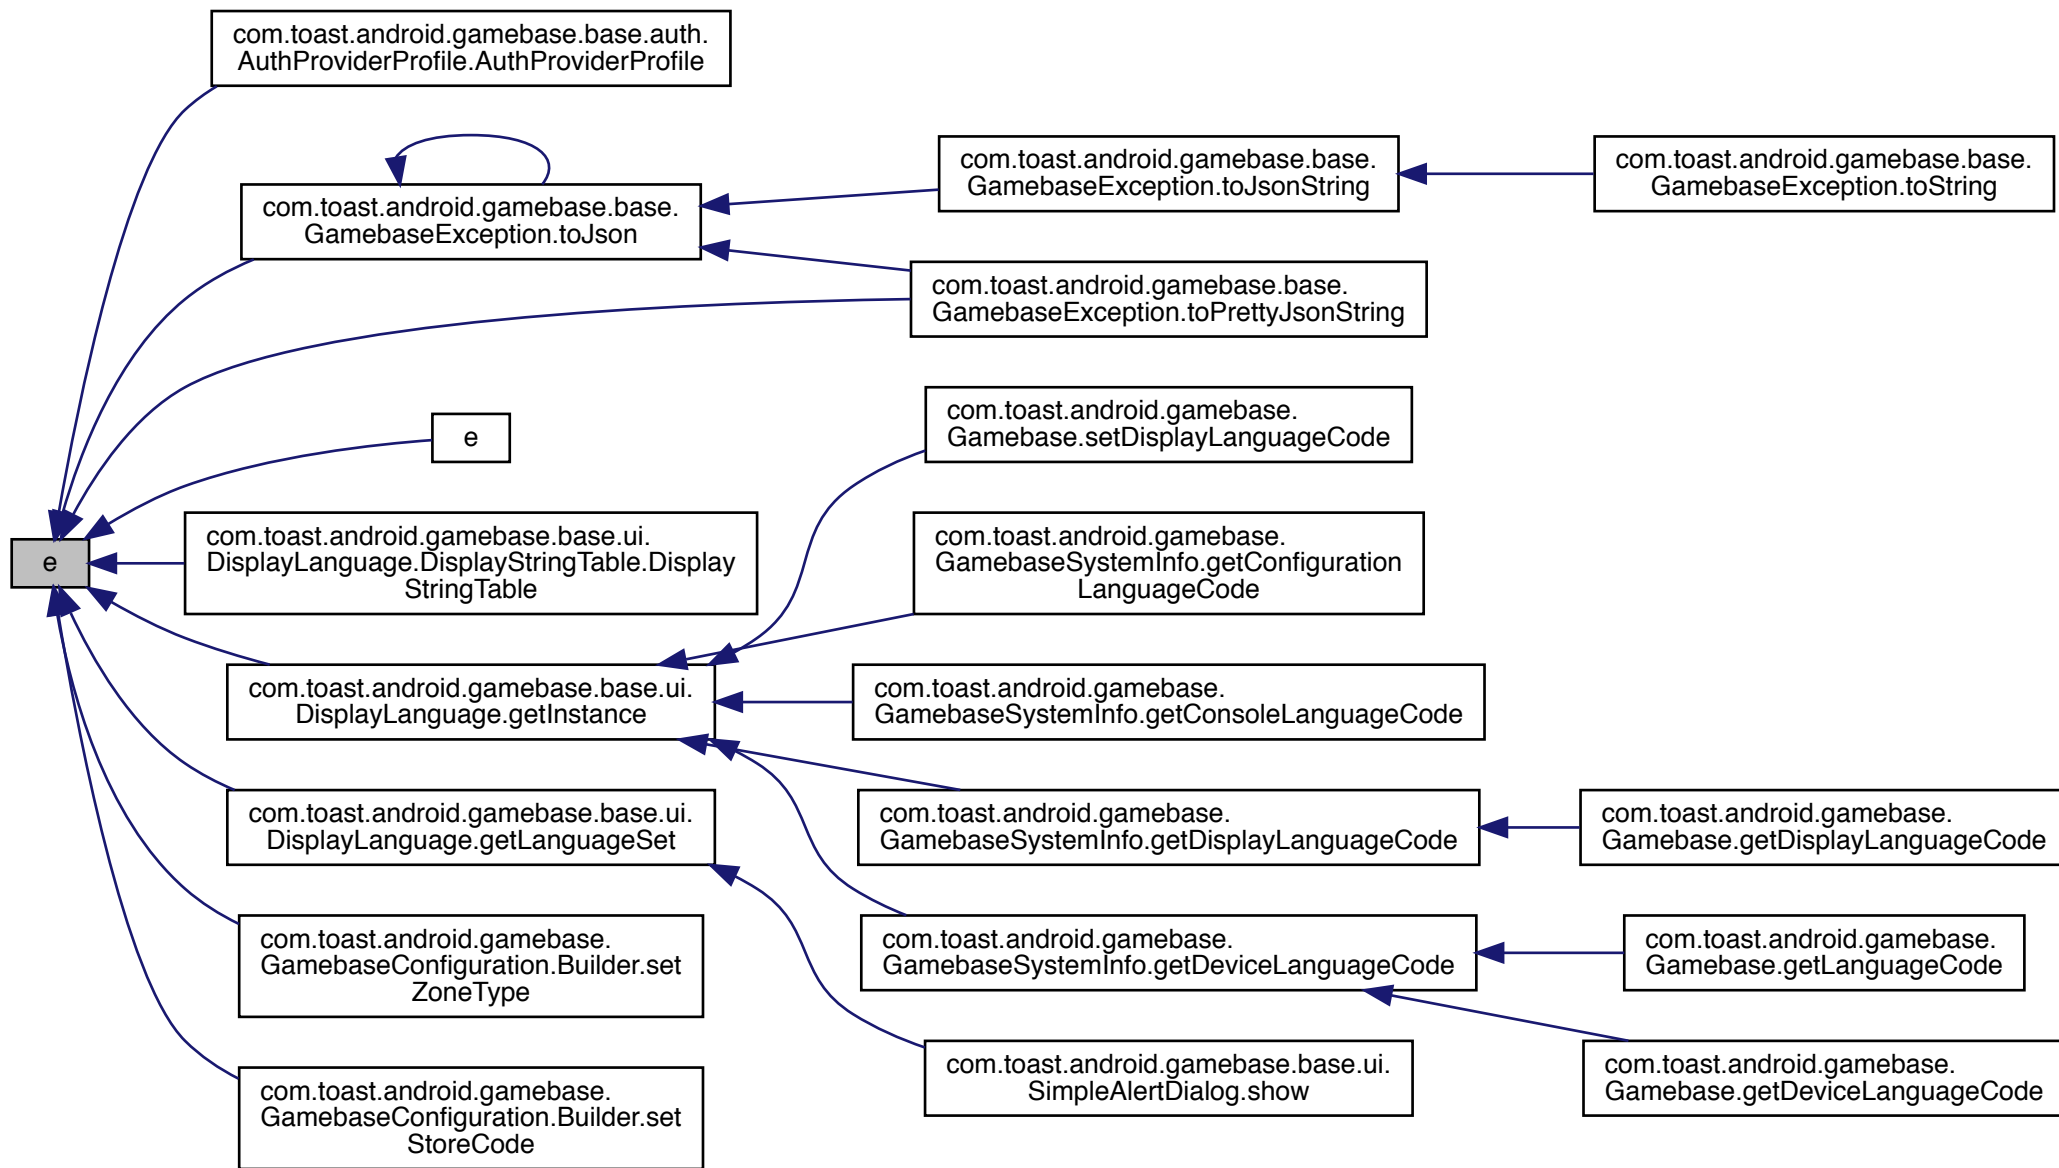 com.toast.android.gamebase.base.auth.
AuthProviderProfile.AuthProviderProfile
com.toast.android.gamebase.base.
GamebaseException.toJson
com.toast.android.gamebase.base.
GamebaseException.toJsonString
com.toast.android.gamebase.base.
GamebaseException.toString
com.toast.android.gamebase.base.
GamebaseException.toPrettyJsonString
e
e
com.toast.android.gamebase.base.ui.
DisplayLanguage.DisplayStringTable.Display
StringTable
com.toast.android.gamebase.base.ui.
DisplayLanguage.getInstance
com.toast.android.gamebase.
Gamebase.setDisplayLanguageCode
com.toast.android.gamebase.
GamebaseSystemInfo.getConfiguration
LanguageCode
com.toast.android.gamebase.
GamebaseSystemInfo.getConsoleLanguageCode
com.toast.android.gamebase.
GamebaseSystemInfo.getDisplayLanguageCode
com.toast.android.gamebase.
Gamebase.getDisplayLanguageCode
com.toast.android.gamebase.
GamebaseSystemInfo.getDeviceLanguageCode
com.toast.android.gamebase.
Gamebase.getLanguageCode
com.toast.android.gamebase.
Gamebase.getDeviceLanguageCode
com.toast.android.gamebase.base.ui.
DisplayLanguage.getLanguageSet
com.toast.android.gamebase.base.ui.
SimpleAlertDialog.show
com.toast.android.gamebase.
GamebaseConfiguration.Builder.set
ZoneType
com.toast.android.gamebase.
GamebaseConfiguration.Builder.set
StoreCode